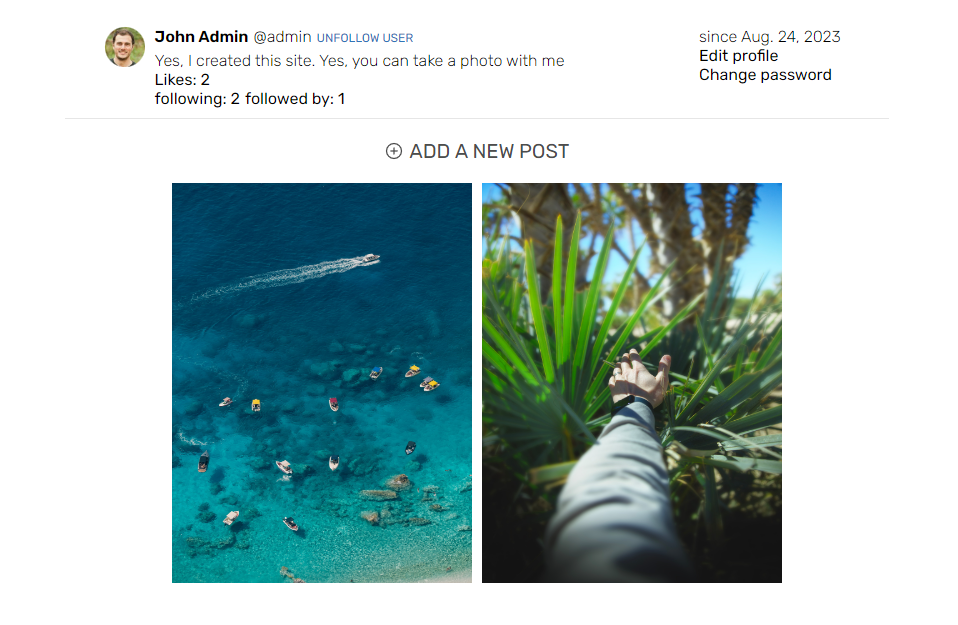 John Admin @admin UNFOLLOW USER
since Aug. 24, 2023
Yes, I created this site. Yes, you can take a photo with me
Edit profile
Likes: 2
Change password
following: 2 followed by: 1
ADD A NEW POST